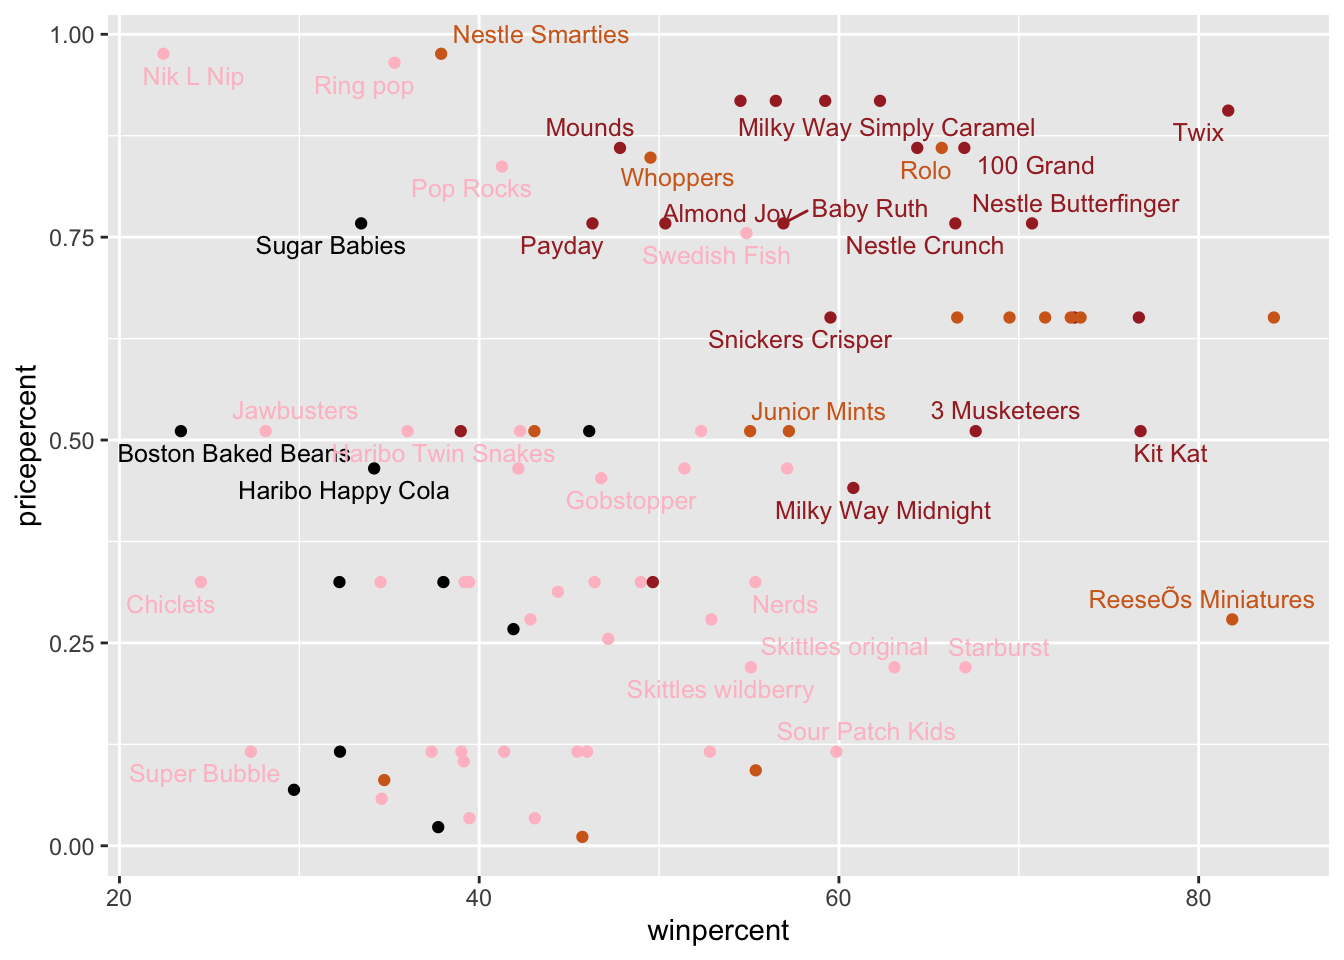 1.00
Nestle Smarties
Nik L Nip
Ring pop
Mounds
Milky Way Simply Caramel
Twix
Whoppers
Rolo
100 Grand
Pop Rocks
Almond Joy
Baby Ruth
Nestle Butterfinger
0.75
Sugar Babies
Payday
Swedish Fish
Nestle Crunch
Snickers Crisper
Jawbusters
Junior Mints
3 Musketeers
0.50
Boston Baked Beans
Haribo Twin Snakes
Kit Kat
Haribo Happy Cola
Gobstopper
Milky Way Midnight
Chiclets
Nerds
ReeseÕs Miniatures
0.25
Skittles original
Starburst
Skittles wildberry
Sour Patch Kids
Super Bubble
0.00
20
40
60
80
winpercent
pricepercent